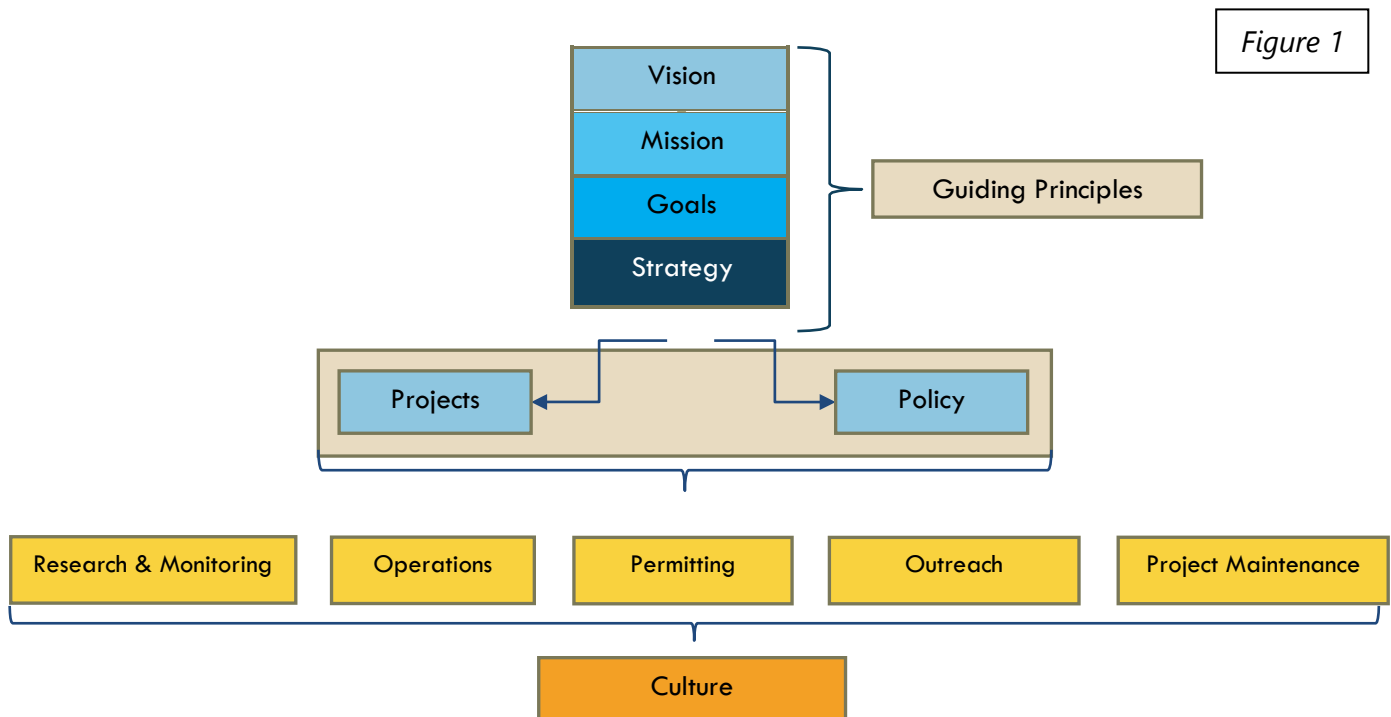 Figure 1
Vision
Mission
Goals
Strategy
Guiding Principles
Projects
Policy
Research & Monitoring
Operations
Permitting
Outreach
Project Maintenance
Culture